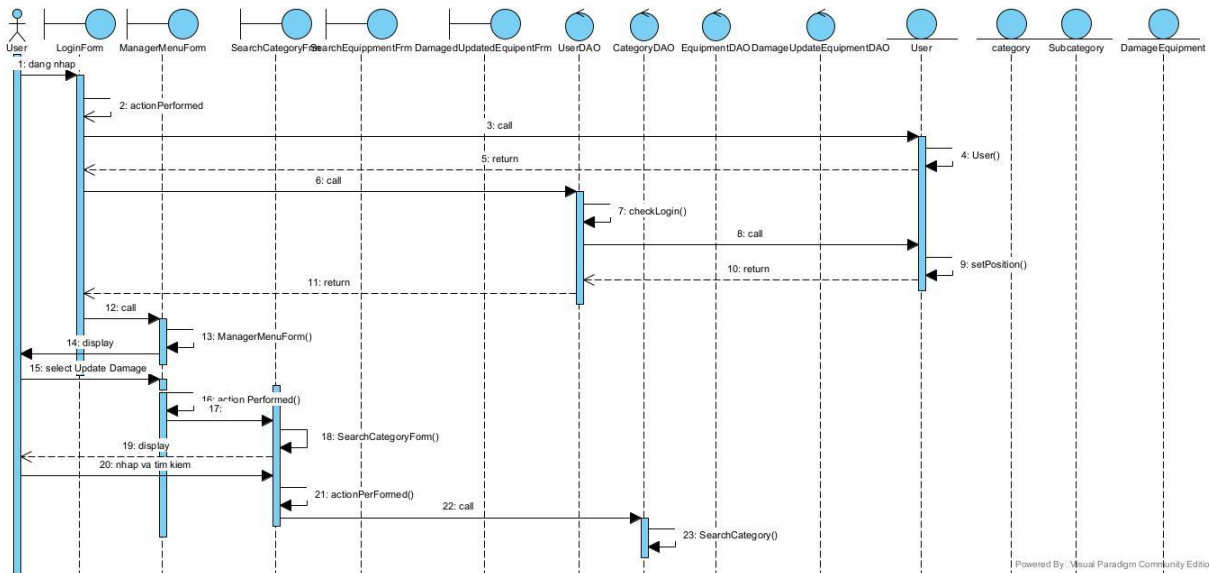 User
LoginForm
ManagerMenuForm
SearchCategoryFrm
SearchEquippmentFrm
DamagedUpdatedEquipentFrm
UserDAO
CategoryDAO
EquipmentDAO
DamageUpdateEquipmentDAO
User
category
Subcategory
DamageEquipment
1: dang nhap
2: actionPerformed
3: call
4: User()
5: return
6: call
7: checkLogin()
8: call
9: setPosition()
10: return
11: return
12: call
13: ManagerMenuForm()
14: display
15: select Update Damage
16: action Performed()
17:
18: SearchCategoryForm()
19: display
20: nhap va tim kiem
21: actionPerFormed()
22: call
23: SearchCategory()
Powered By: Visual Paradigm Community Editio